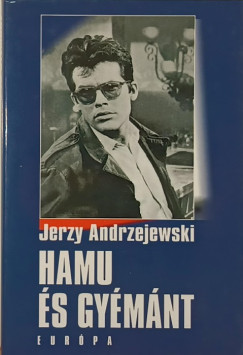 Jerzy Andrzejewski
HAMU
ÉS GYÉMÁNT
EURÓPA